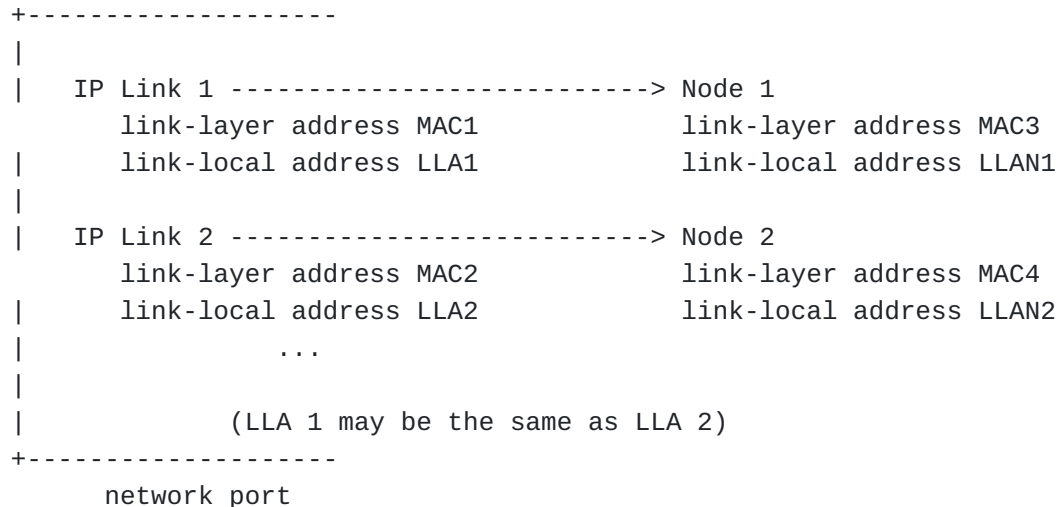 +--------------------
|
|   IP Link 1 ---------------------------> Node 1
       link-layer address MAC1             link-layer address MAC3
|      link-local address LLA1             link-local address LLAN1
|
|   IP Link 2 ---------------------------> Node 2
       link-layer address MAC2             link-layer address MAC4
|      link-local address LLA2             link-local address LLAN2
|                ...
|
|             (LLA 1 may be the same as LLA 2)
+--------------------
      network port